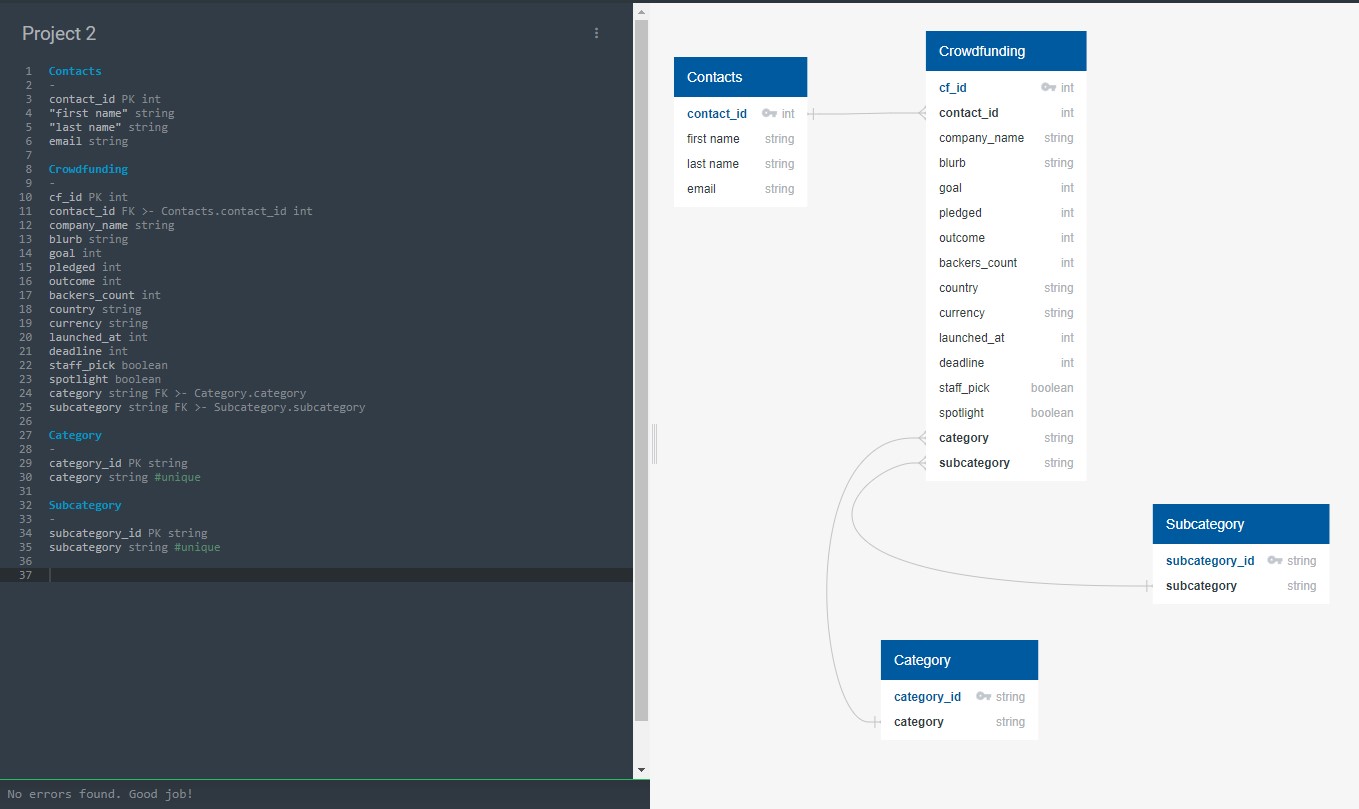 Project 2
1 Contacts
2 -
3 contact_id PK int
4 "first name" string
5 "last name" string
6 email string
7
8 Crowdfunding
9 -
10 cf_id PK int
11 contact_id FK >- Contacts.contact_id int
12 company_name string
13 blurb string
14 goal int
15 pledged int
16 outcome int
17 backers_count int
18 country string
19 currency string
20 launched_at int
21 deadline int
22 staff_pick boolean
23 spotlight boolean
24 category string FK >- Category.category
25 subcategory string FK >- Subcategory.subcategory
26
27 Category
28 -
29 category_id PK string
30 category string #unique
31
32 Subcategory
33 -
34 subcategory_id PK string
35 subcategory string #unique
36
37
No errors found. Good job!
Contacts
contact_id int
first name string
last name string
email string
Crowdfunding
cf_id int
contact_id int
company_name string
blurb string
goal int
pledged int
outcome int
backers_count int
country string
currency string
launched_at int
deadline int
staff_pick boolean
spotlight boolean
category string
subcategory string
Subcategory
subcategory_id string
subcategory string
Category
category_id string
category string